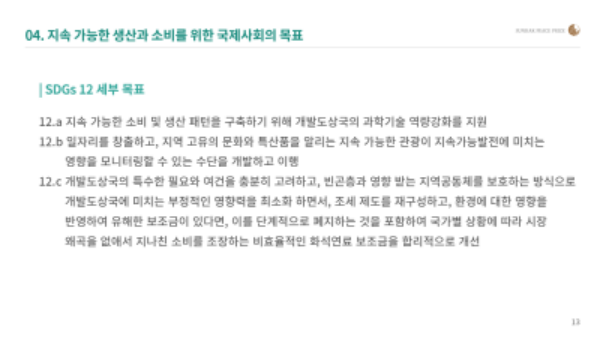 04. 지속 가능한 생산과 소비를 위한 국제사회의 목표
| SDGs 12 세부 목표
12.a 지속 가능한 소비 및 생산 패턴을 구축하기 위해 개발도상국의 과학기술 역량강화를 지원
12.b 일자리를 창출하고, 지역 고유의 문화와 특산품을 알리는 지속 가능한 관광이 지속가능발전에 미치는
영향을 모니터링할 수 있는 수단을 개발하고 이행
12.c 개발도상국의 특수한 필요와 여건을 충분히 고려하고, 빈곤층과 영향 받는 지역공동체를 보호하는 방식으로
개발도상국에 미치는 부정적인 영향력을 최소화 하면서, 조세 제도를 재구성하고, 환경에 대한 영향을
반영하여 유해한 보조금이 있다면, 이를 단계적으로 폐지하는 것을 포함하여 국가별 상황에 따라 시장
왜곡을 없애서 지나친 소비를 조장하는 비효율적인 화석연료 보조금을 합리적으로 개선
13